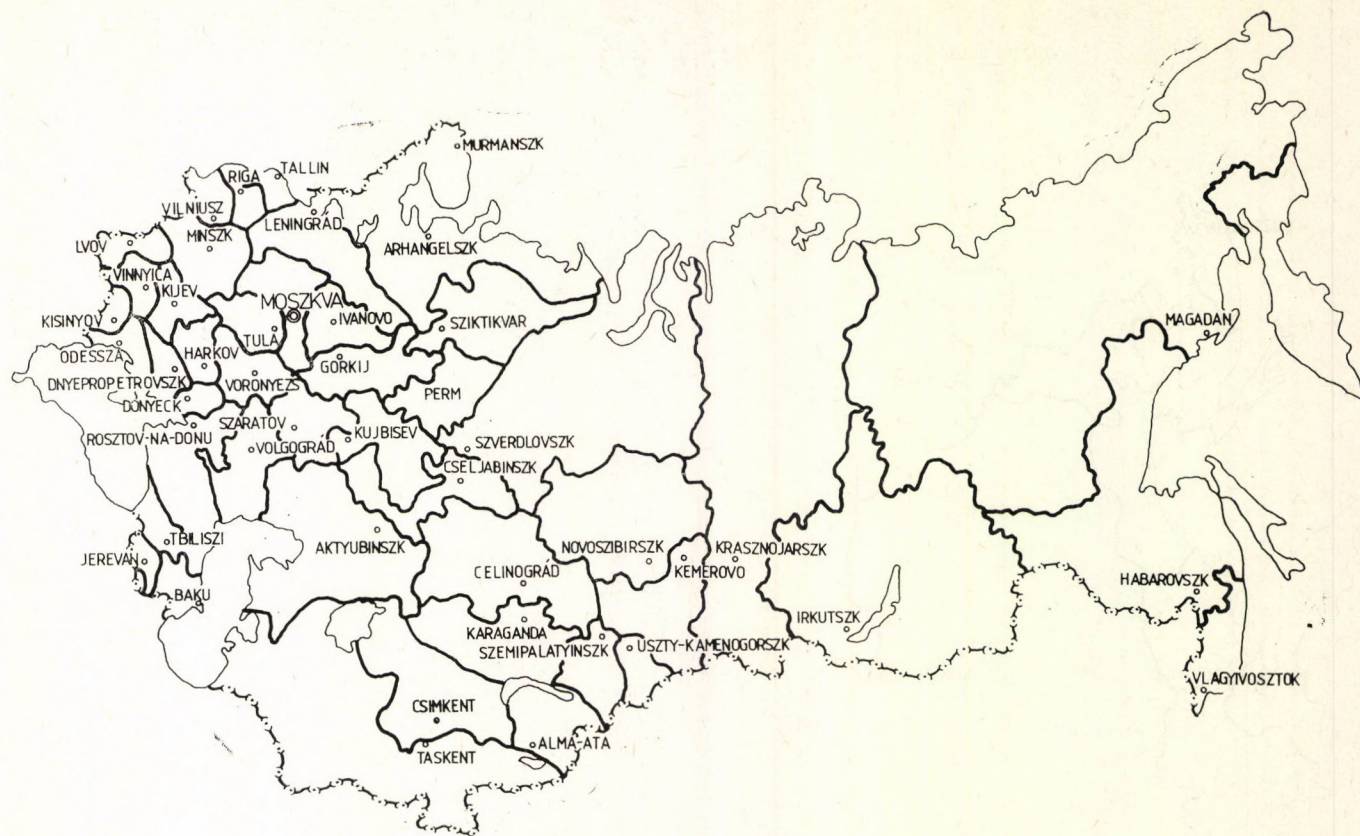 MURMANSZK
TALLIN
RIGA
VILNIUSZ
LENINGRÁD
MINSZK
LVOV
ARHANGELSZK
VINNYICA
KIJEV
MOSZKVA
IVANOVO
SZIKTIKVAR
MAGADAN
KISINYOV
TULA
ODESSZA
HARKOV
GORKIJ
DNYEPROPETROVSZK
VORONYEZS
PERM
DONYECK
SZARATOV
ROSZTOV-NA-DONU
KUJBISEV
VOLGOGRÁD
SZVERDLOVSZK
CSELJABINSZK
TBILISZI
AKTYUBINSZK
NOVOSZIBIRSZK
KRASZNOJARSZK
JEREVAN
CELINOGRÁD
KEMEROVO
HABAROVSZK
BAKU
IRKUTSZK
KARAGANDA
SZEMIPALATYINSZK
USZTY-KAMENOGORSZK
VLAGYIVOSZTOK
CSIMKENT
ALMA-ATA
TASKENT